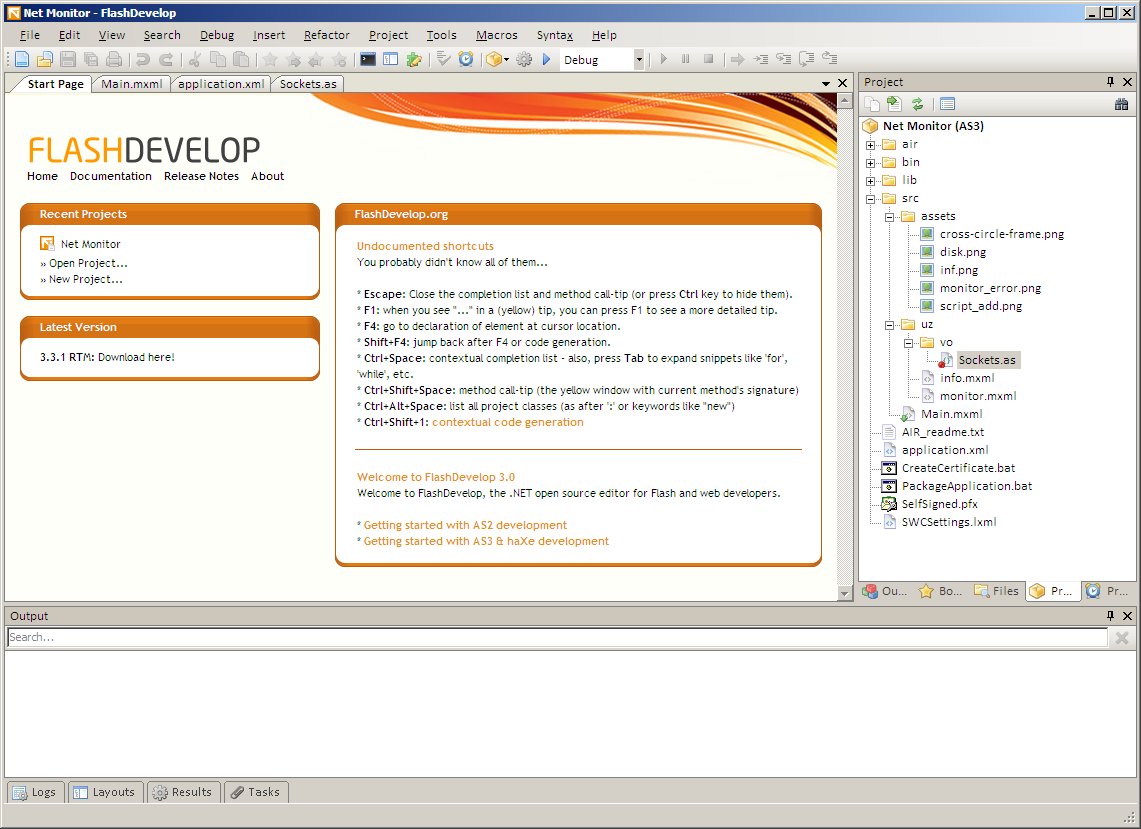 Net Monitor - FlashDevelop
File Edit View Search Debug Insert Refactor Project Tools Macros Syntax Help
Debug
Start Page Main.mxml application.xml Sockets.as
FLASHDEVELOP
Home Documentation Release Notes About
Recent Projects
Net Monitor
» Open Project...
» New Project...
Latest Version
3.3.1 RTM: Download here!
FlashDevelop.org
Undocumented shortcuts
You probably didn't know all of them...
* Escape: Close the completion list and method call-tip (or press Ctrl key to hide them).
* F1: when you see "..." in a (yellow) tip, you can press F1 to see a more detailed tip.
* F4: go to declaration of element at cursor location.
* Shift+F4: jump back after F4 or code generation.
* Ctrl+Space: contextual completion list - also, press Tab to expand snippets like 'for',
'while', etc.
* Ctrl+Shift+Space: method call-tip (the yellow window with current method's signature)
* Ctrl+Alt+Space: list all project classes (as after ':' or keywords like "new")
* Ctrl+Shift+1: contextual code generation
Welcome to FlashDevelop 3.0
Welcome to FlashDevelop, the .NET open source editor for Flash and web developers.
* Getting started with AS2 development
* Getting started with AS3 & haXe development
Project
Net Monitor (AS3)
air
bin
lib
src
assets
cross-circle-frame.png
disk.png
inf.png
monitor_error.png
script_add.png
uz
vo
Sockets.as
info.mxml
monitor.mxml
Main.mxml
AIR_readme.txt
application.xml
CreateCertificate.bat
PackageApplication.bat
SelfSigned.pfx
SWCSettings.lxml
Ou... Bo... Files Pr... Pr...
Output
Search...
Logs Layouts Results Tasks